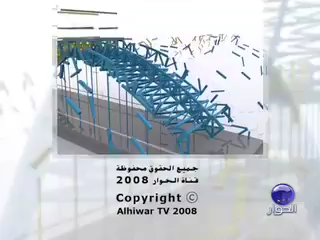 جميع الحقوق محفوظة
قناة الحوار 2008
Copyright ©
Alhiwar TV 2008
الحوار